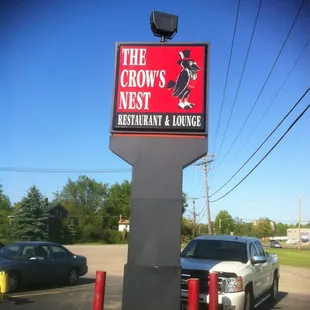 THE
CROW'S
NEST
RESTAURANT & LOUNGE